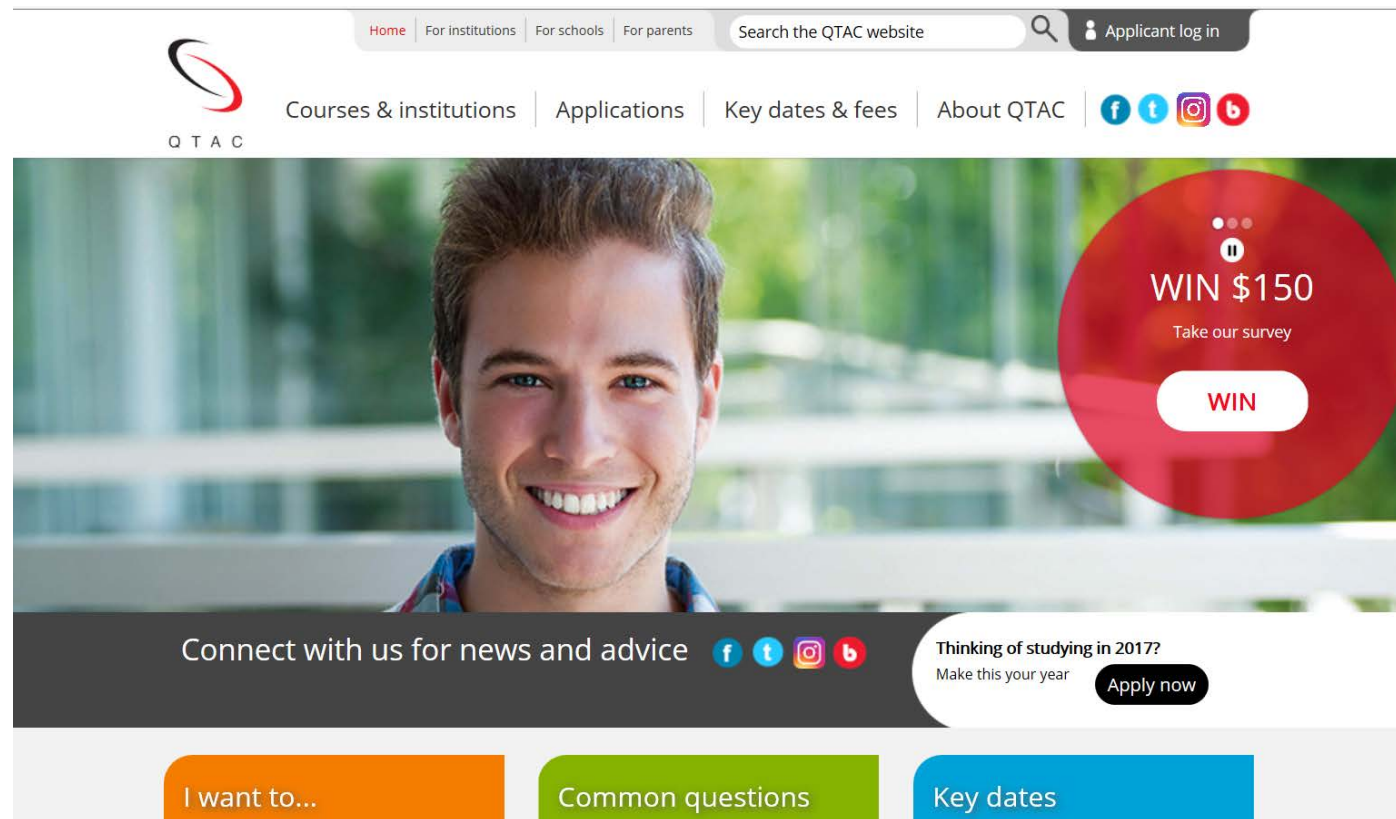 Home
For institutions
For schools
For parents
Search the QTAC website
Applicant log in
QTAC
Courses & institutions
Applications
Key dates & fees
About QTAC
f
t
b
WIN $150
Take our survey
WIN
Connect with us for news and advice
f
t
b
Thinking of studying in 2017?
Make this your year
Apply now
I want to...
Common questions
Key dates